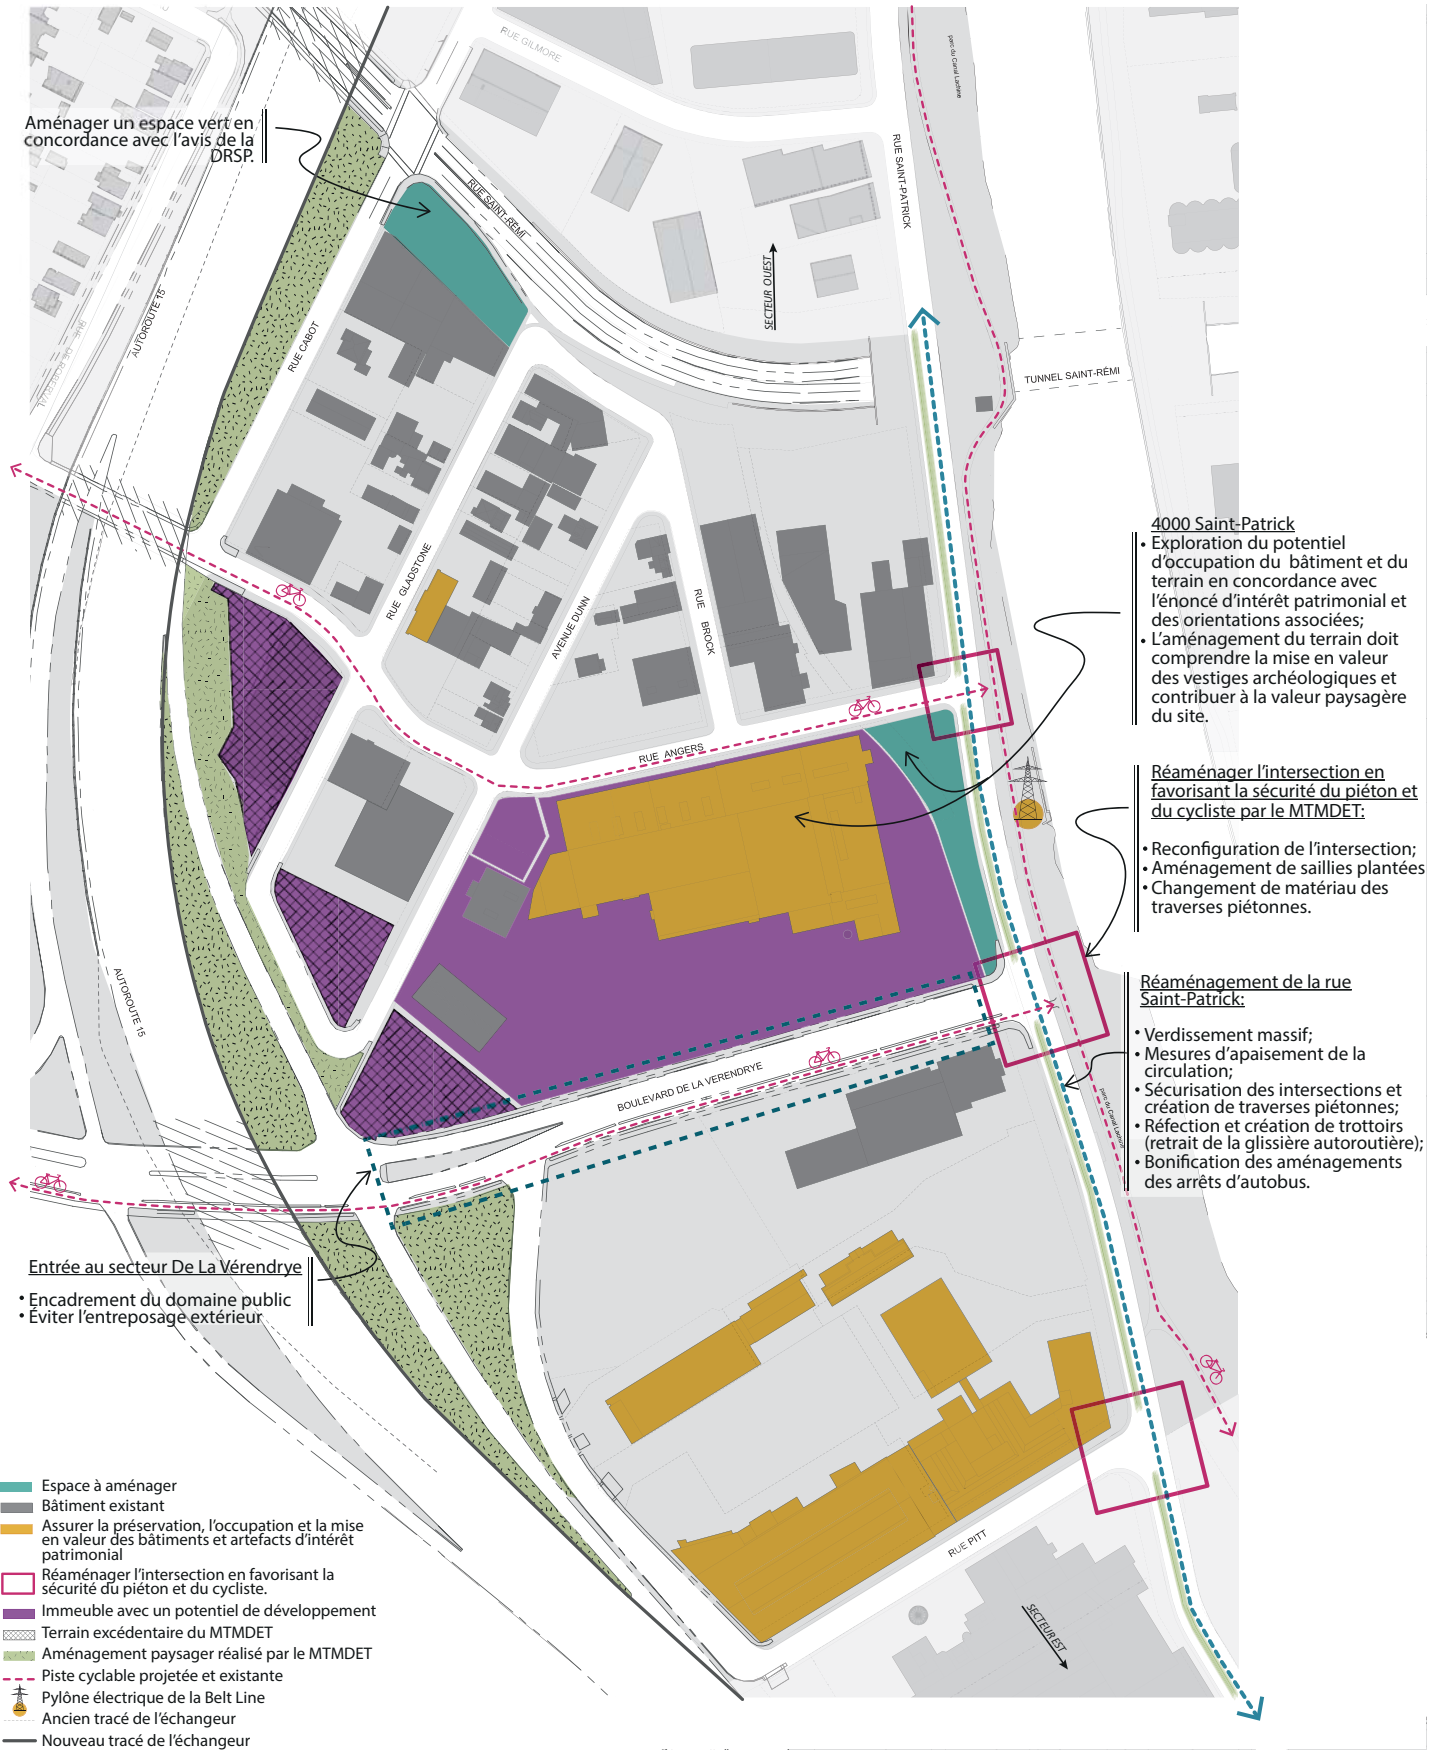 RUE GILMORE
parc du Canal Lachine
Aménager un espace vert en
concordance avec l'avis de la
DRSP.
RUE SAINT-PATRICK
RUE SAINT-RÉMI
SECTEUR OUEST
AUTOROUTE 15
RUE CABOT
RUE DE ROBERVAL
TUNNEL SAINT-RÉMI
4000 Saint-Patrick
• Exploration du potentiel
d'occupation du bâtiment et du
terrain en concordance avec
l'énoncé d'intérêt patrimonial et
des orientations associées;
• L'aménagement du terrain doit
comprendre la mise en valeur
des vestiges archéologiques et
contribuer à la valeur paysagère
du site.
RUE GLADSTONE
AVENUE DUNN
RUE BROCK
RUE ANGERS
Réaménager l'intersection en
favorisant la sécurité du piéton et
du cycliste par le MTMDET:
• Reconfiguration de l'intersection;
• Aménagement de saillies plantées
• Changement de matériau des
traverses piétonnes.
AUTOROUTE 15
Réaménagement de la rue
Saint-Patrick:
• Verdissement massif;
• Mesures d'apaisement de la
circulation;
• Sécurisation des intersections et
création de traverses piétonnes;
• Réfection et création de trottoirs
(retrait de la glissière autoroutière);
• Bonification des aménagements
des arrêts d'autobus.
BOULEVARD DE LA VERENDRYE
parc du Canal Lachine
Entrée au secteur De La Vérendrye
• Encadrement du domaine public
• Éviter l'entreposage extérieur
RUE PITT
SECTEUR EST
Espace à aménager
Bâtiment existant
Assurer la préservation, l'occupation et la mise
en valeur des bâtiments et artefacts d'intérêt
patrimonial
Réaménager l'intersection en favorisant la
sécurité du piéton et du cycliste.
Immeuble avec un potentiel de développement
Terrain excédentaire du MTMDET
Aménagement paysager réalisé par le MTMDET
Piste cyclable projetée et existante
Pylône électrique de la Belt Line
Ancien tracé de l'échangeur
Nouveau tracé de l'échangeur